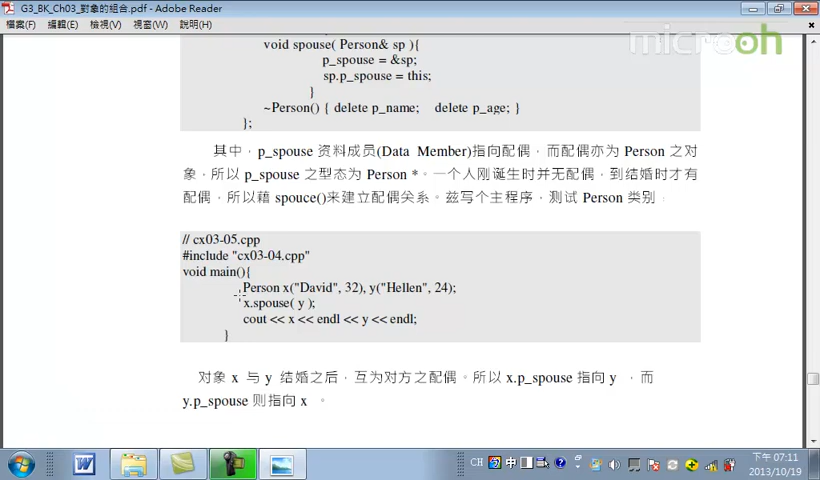 G3_BK_Ch03_對象的組合.pdf - Adobe Reader
檔案(F) 編輯(E) 檢視(V) 視窗(W) 說明(H)
microoh
void spouse( Person& sp ){
p_spouse = &sp;
sp.p_spouse = this;
}
~Person() { delete p_name; delete p_age; }
};
其中，p_spouse 资料成员(Data Member)指向配偶，而配偶亦为 Person 之对
象，所以 p_spouse 之型态为 Person *。一个人刚诞生时并无配偶，到结婚时才有
配偶，所以藉 spouce()来建立配偶关系。兹写个主程序，测试 Person 类别：
// cx03-05.cpp
#include "cx03-04.cpp"
void main(){
Person x("David", 32), y("Hellen", 24);
x.spouse( y );
cout << x << endl << y << endl;
}
对象 x 与 y 结婚之后，互为对方之配偶。所以 x.p_spouse 指向 y ，而
y.p_spouse 则指向 x 。
CH 中
下午 07:11
2013/10/19